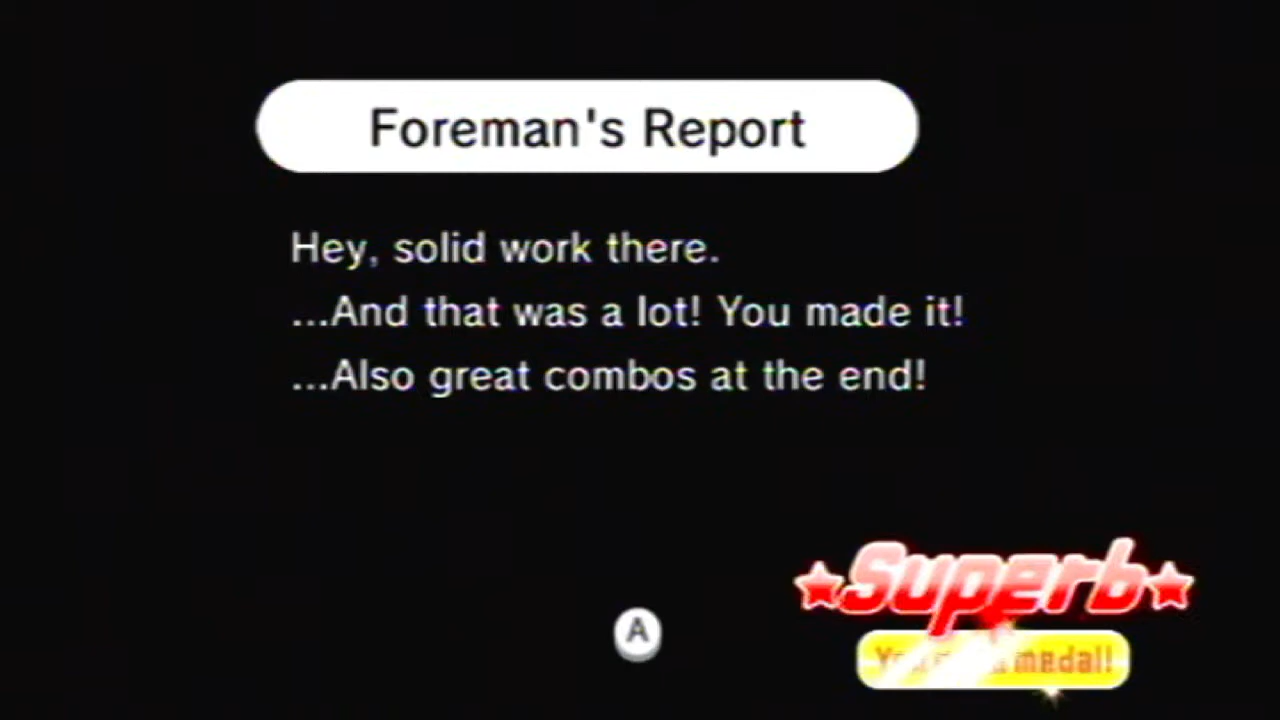 Foreman's Report
Hey, solid work there.
...And that was a lot! You made it!
...Also great combos at the end!
Superb
A
medal!